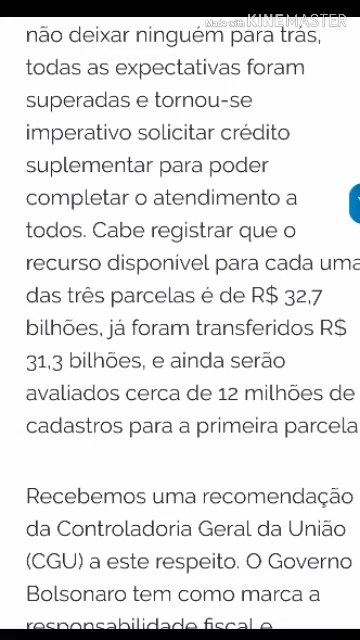 Made with KINEMASTER
não deixar ninguém para trás,
todas as expectativas foram
superadas e tornou-se
imperativo solicitar crédito
suplementar para poder
completar o atendimento a
todos. Cabe registrar que o
recurso disponível para cada uma
das três parcelas é de R$ 32,7
bilhões, já foram transferidos R$
31,3 bilhões, e ainda serão
avaliados cerca de 12 milhões de
cadastros para a primeira parcela
Recebemos uma recomendação
da Controladoria Geral da União
(CGU) a este respeito. O Governo
Bolsonaro tem como marca a
responsabilidade fiscal e